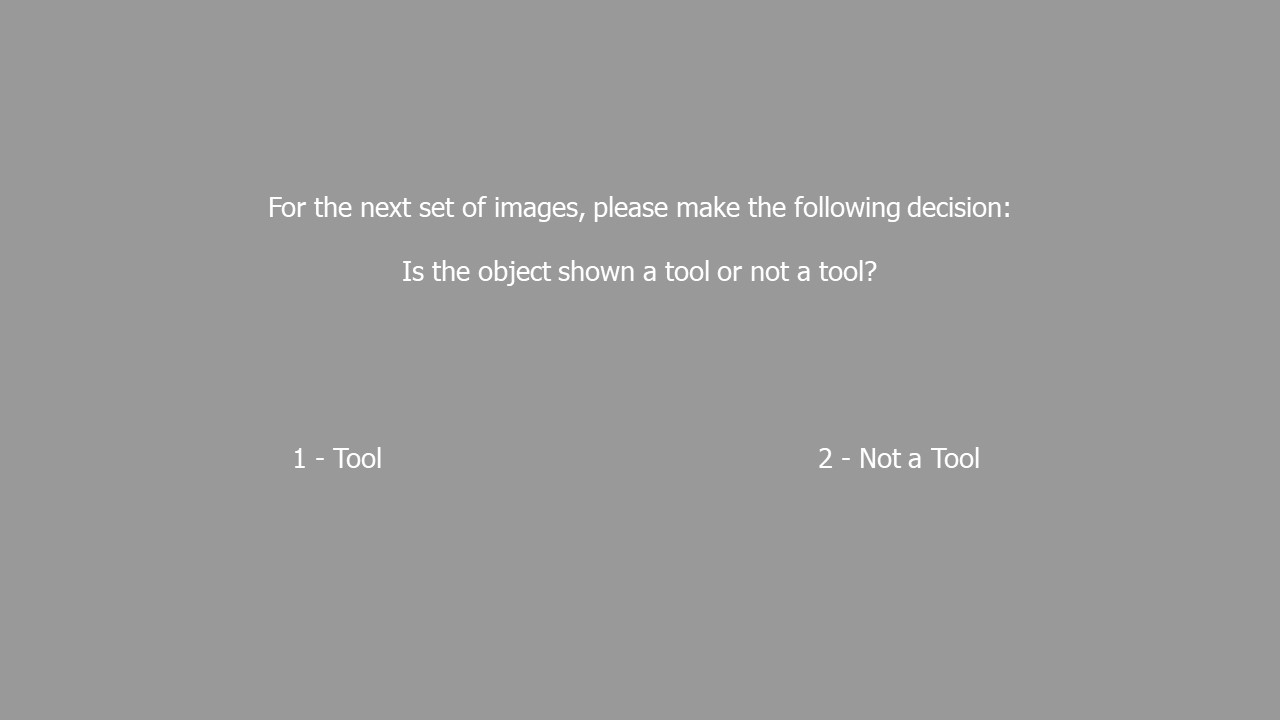 For the next set of images, please make the following decision:
Is the object shown a tool or not a tool?
1 - Tool
2 - Not a Tool